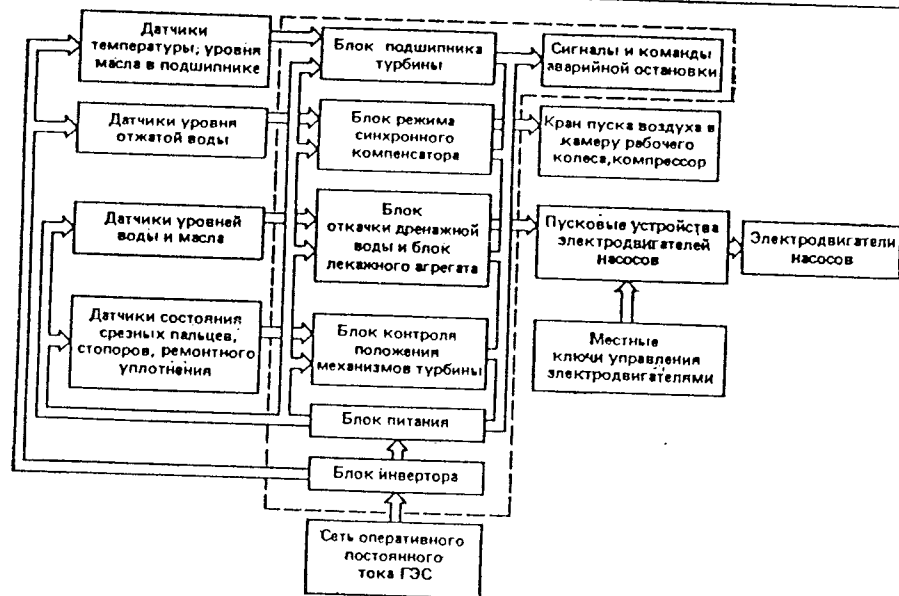 Датчики
температуры, уровня
масла в подшипнике
Блок подшипника
турбины
Сигналы и команды
аварийной остановки
Датчики уровня
отжатой воды
Блок режима
синхронного
компенсатора
Кран пуска воздуха в
камеру рабочего
колеса, компрессор
Датчики уровней
воды и масла
Блок
откачки дренажной
воды и блок
лекажного агрегата
Пусковые устройства
электродвигателей
насосов
Электродвигатели
насосов
Датчики состояния
срезных пальцев,
стопоров, ремонтного
уплотнения
Блок контроля
положения
механизмов турбины
Местные
ключи управления
электродвигателями
Блок питания
Блок инвертора
Сеть оперативного
постоянного
тока ГЭС